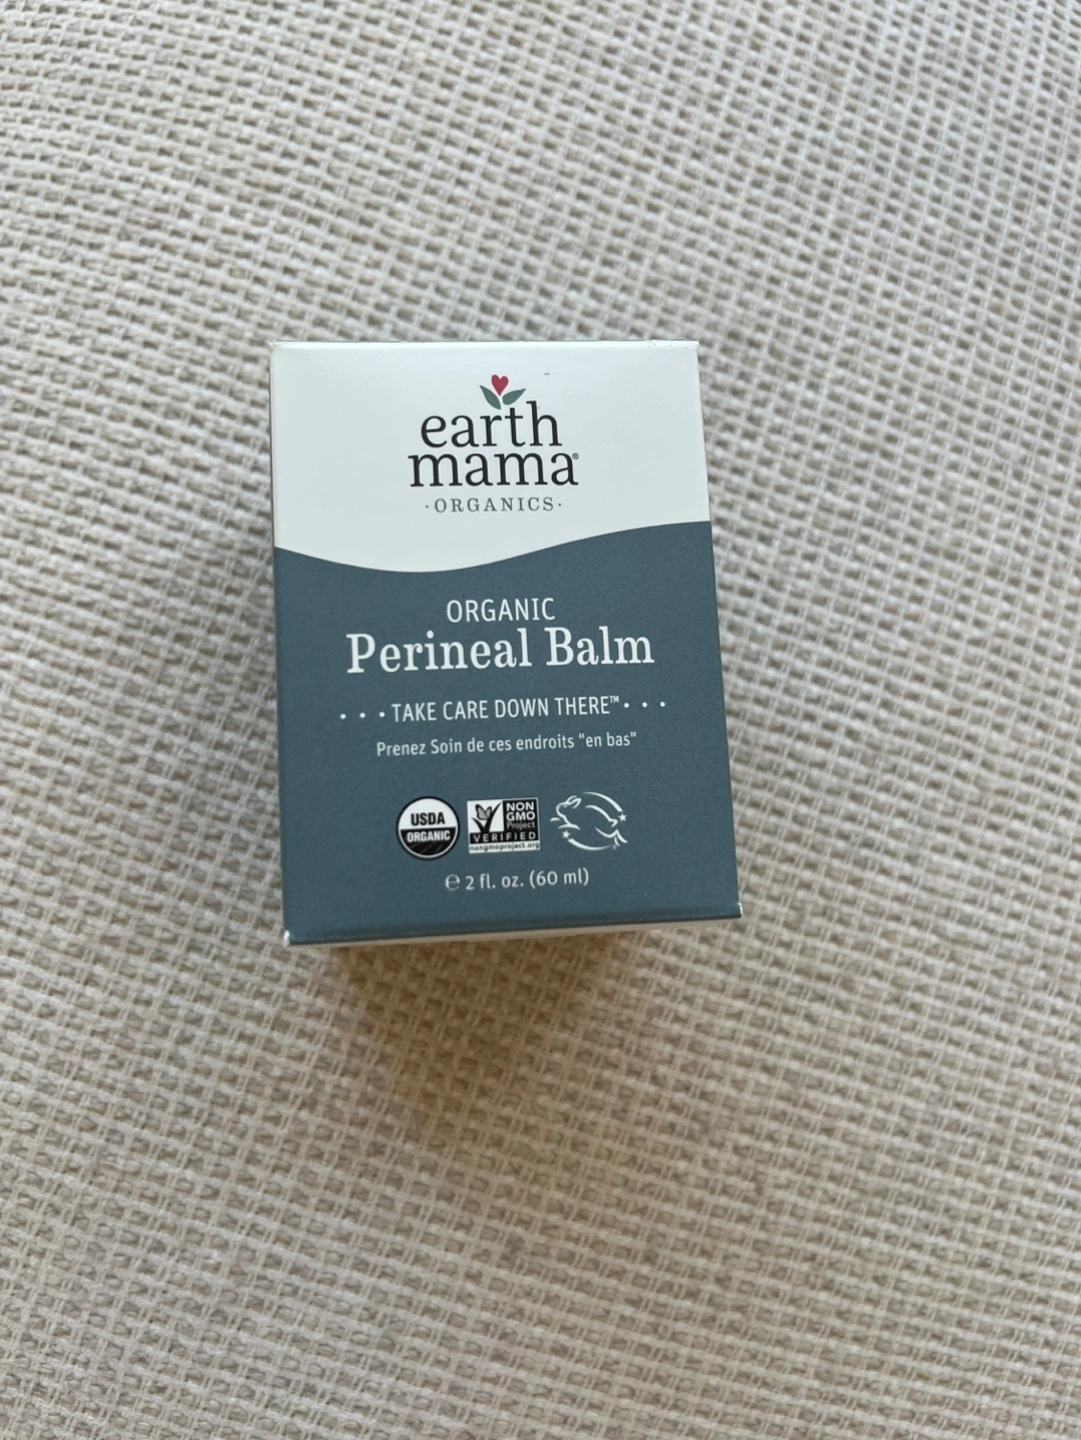 earth
mama®
·ORGANICS·
ORGANIC
Perineal Balm
• • • TAKE CARE DOWN THERE™ • • •
Prenez Soin de ces endroits "en bas"
USDA
ORGANIC
NON
GMO
Project
VERIFIED
nongmoproject.org
℮ 2 fl. oz. (60 ml)